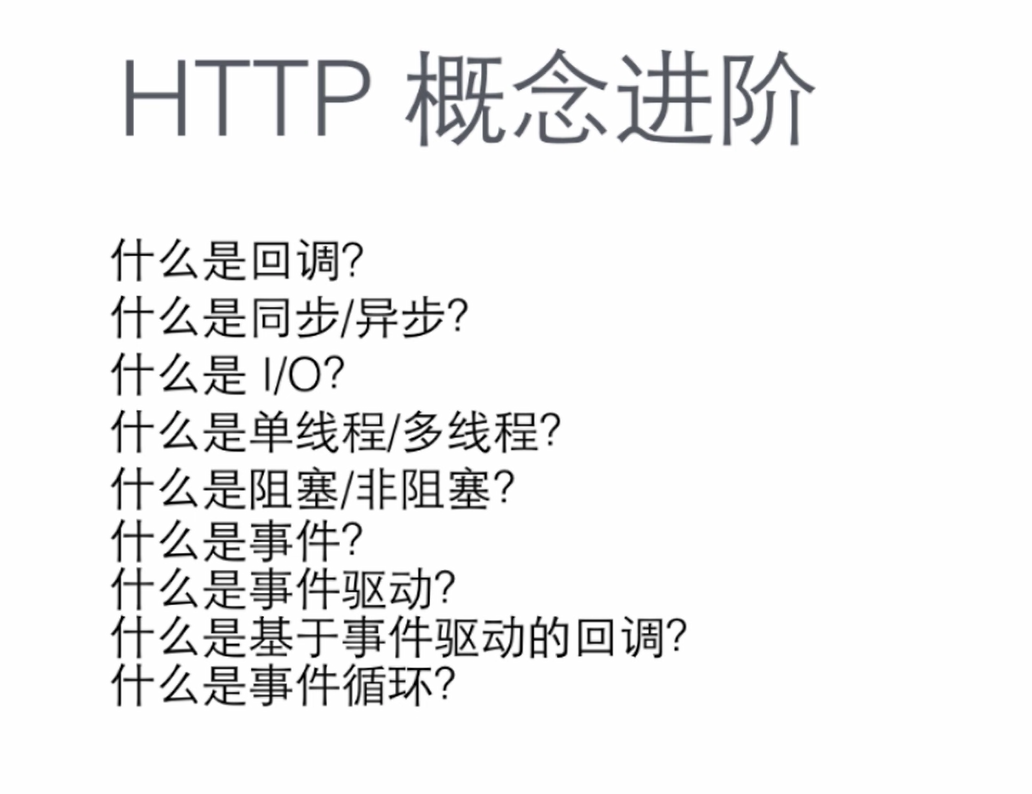 HTTP 概念进阶
什么是回调?
什么是同步/异步?
什么是 I/O?
什么是单线程/多线程?
什么是阻塞/非阻塞?
什么是事件?
什么是事件驱动?
什么是基于事件驱动的回调?
什么是事件循环?